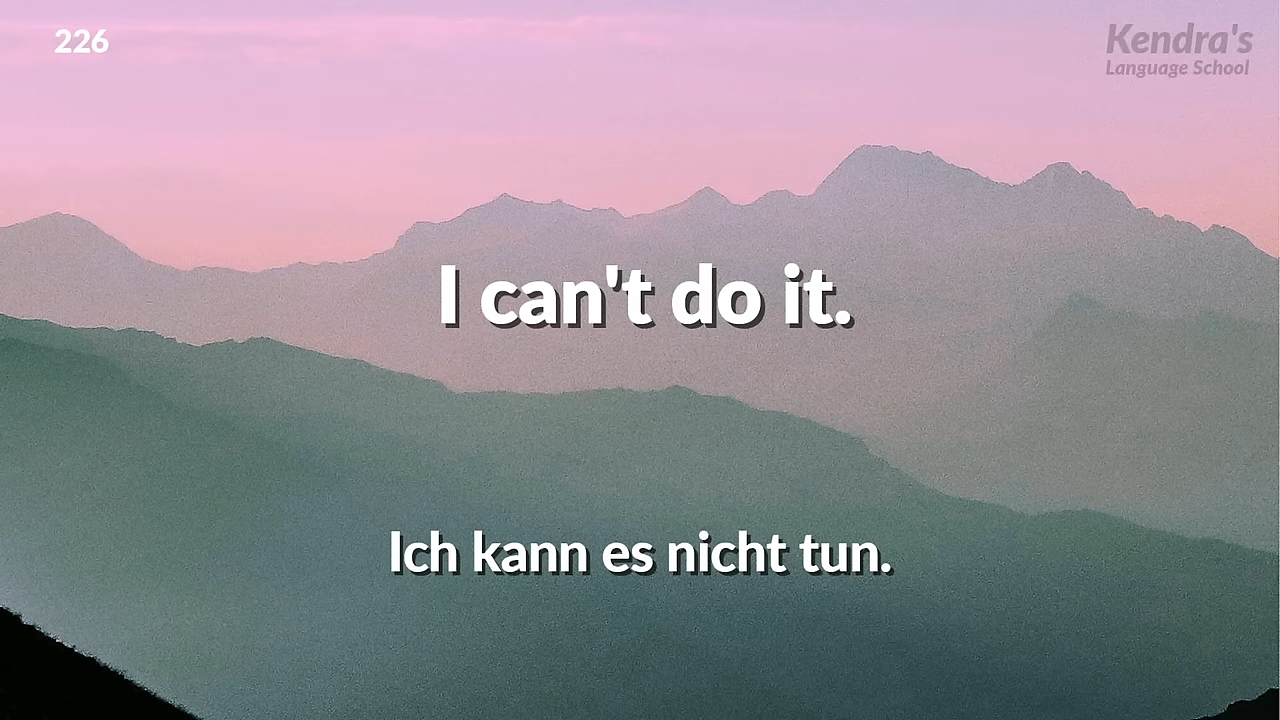 226
Kendra's
Language School
I can't do it.
Ich kann es nicht tun.